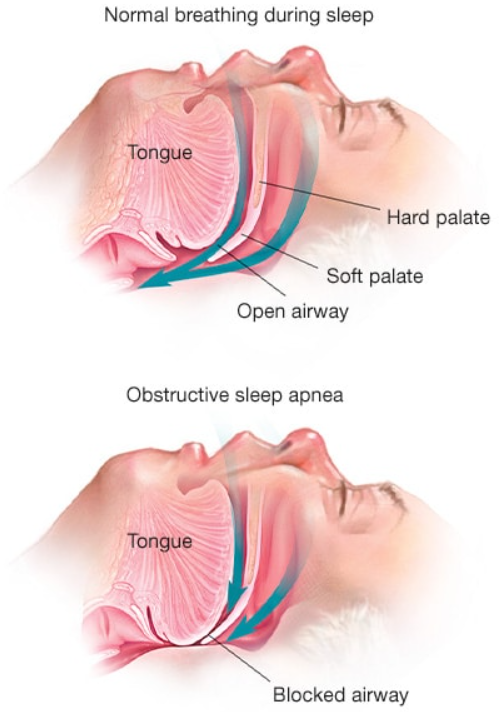 Normal breathing during sleep
Tongue
Hard palate
Soft palate
Open airway
Obstructive sleep apnea
Tongue
Blocked airway